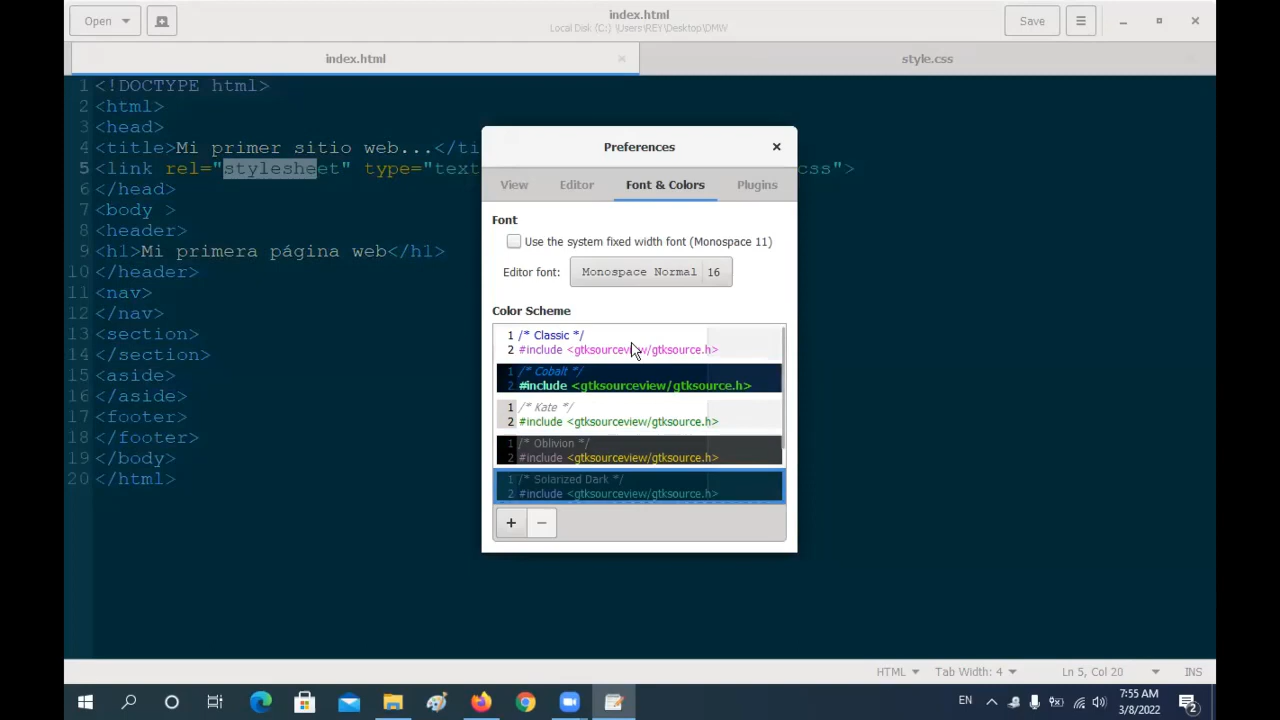 Open
index.html
Local Disk (C:) \Users\REY\Desktop\DMW
Save
index.html
style.css
1 <!DOCTYPE html>
2 <html>
3 <head>
4 <title>Mi primer sitio web...</ti
5 <link rel="stylesheet" type="text css">
6 </head>
7 <body >
8 <header>
9 <h1>Mi primera página web</h1>
10 </header>
11 <nav>
12 </nav>
13 <section>
14 </section>
15 <aside>
16 </aside>
17 <footer>
18 </footer>
19 </body>
20 </html>
Preferences
View Editor Font & Colors Plugins
Font
Use the system fixed width font (Monospace 11)
Editor font: Monospace Normal 16
Color Scheme
1 /* Classic */
2 #include <gtksourceview/gtksource.h>
1 /* Cobalt */
2 #include <gtksourceview/gtksource.h>
1 /* Kate */
2 #include <gtksourceview/gtksource.h>
1 /* Oblivion */
2 #include <gtksourceview/gtksource.h>
1 /* Solarized Dark */
2 #include <gtksourceview/gtksource.h>
HTML Tab Width: 4 Ln 5, Col 20 INS
EN
7:55 AM
3/8/2022
2